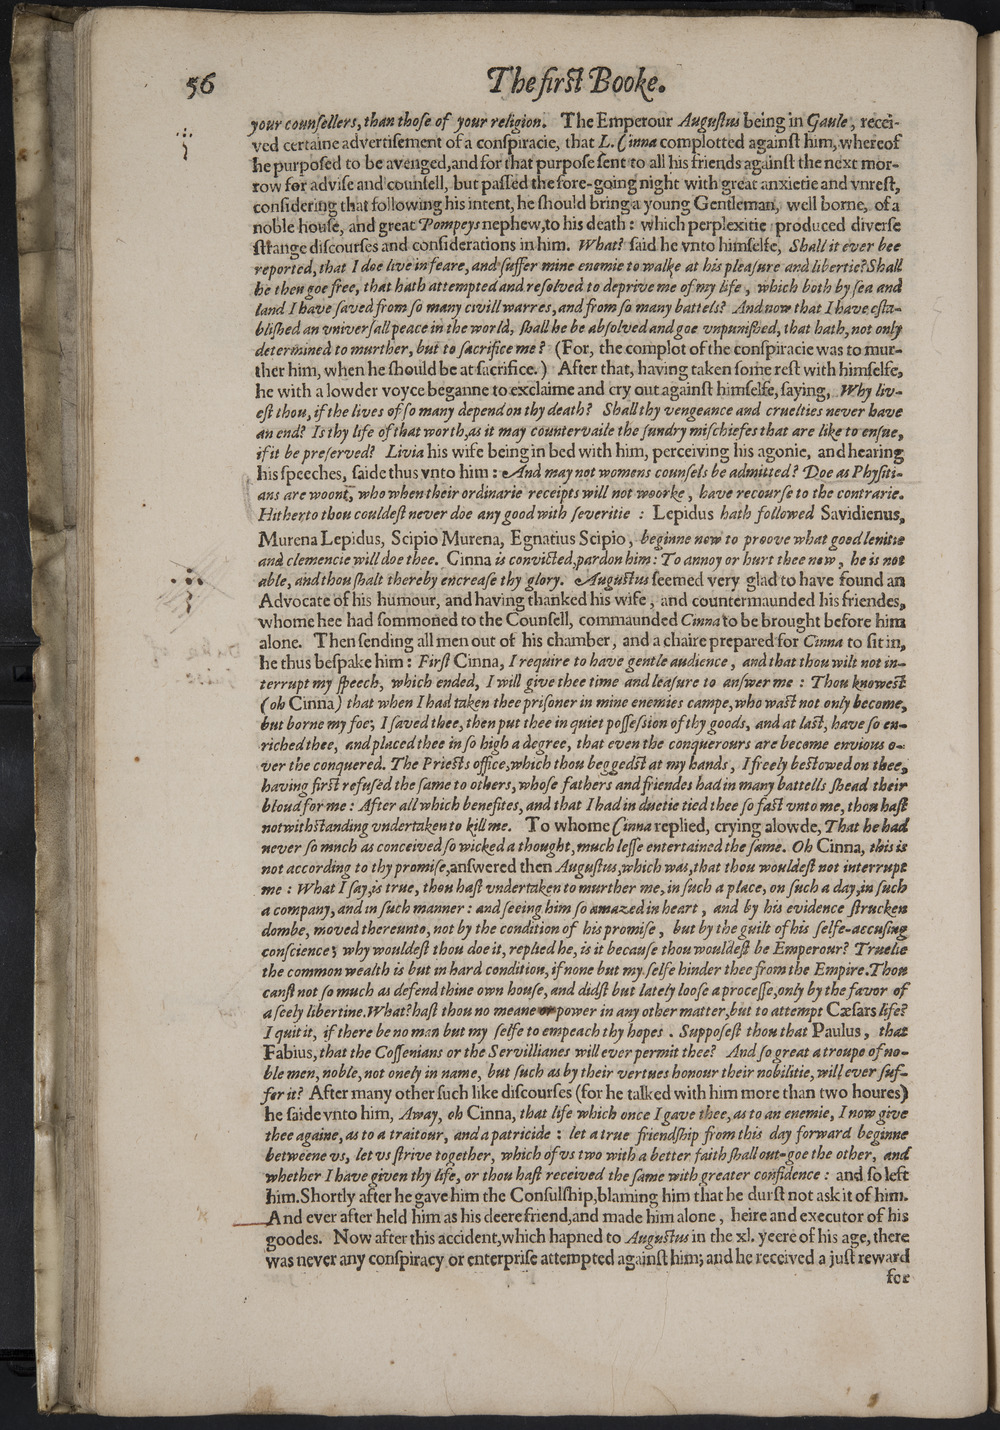 56
The first Booke.
your counſellers, than thoſe of your religion. The Emperour Auguſtus being in Gaule, recei-
ved certaine advertiſement of a conſpiracie, that L. Cinna complotted againſt him, whereof
he purpoſed to be avenged, and for that purpoſe ſent to all his friends againſt the next mor-
row for adviſe and counſell, but paſſed the fore-going night with great anxietie and vnreſt,
conſidering that following his intent, he ſhould bring a young Gentleman, well borne, of a
noble houſe, and great Pompeys nephew, to his death: which perplexitie produced diverſe
ſtrange diſcourſes and conſiderations in him. What? ſaid he vnto himſelfe, Shall it ever bee
reported, that I doe live in feare, and ſuffer mine enemie to walke at his pleaſure and libertie? Shall
he then goe free, that hath attempted and reſolved to deprive me of my life, which both by ſea and
land I have ſaved from ſo many civill warres, and from ſo many battels? And now that I have eſta-
bliſhed an vniverſall peace in the world, ſhall he be abſolved and goe vnpuniſhed, that hath, not only
determined to murther, but to ſacrifice me? (For, the complot of the conſpiracie was to mur-
ther him, when he ſhould be at ſacrifice.) After that, having taken ſome reſt with himſelfe,
he with a lowder voyce beganne to exclaime and cry out againſt himſelfe, ſaying, Why liv-
eſt thou, if the lives of ſo many depend on thy death? Shall thy vengeance and cruelties never have
an end? Is thy life of that worth, as it may countervaile the ſundry miſchiefes that are like to enſue,
if it be preſerved? Livia his wife being in bed with him, perceiving his agonie, and hearing
his ſpeeches, ſaide thus vnto him: And may not womens counſels be admitted? Doe as Phyſiti-
ans are woont, who when their ordinarie receipts will not woorke, have recourſe to the contrarie.
Hitherto thou couldeſt never doe any good with ſeveritie: Lepidus hath followed Savidienus,
Murena Lepidus, Scipio Murena, Egnatius Scipio, beginne now to proove what good lenitie
and clemencie will doe thee. Cinna is convicted, pardon him: To annoy or hurt thee now, he is not
able, and thou ſhalt thereby encreaſe thy glory. Auguſtus ſeemed very glad to have found an
Advocate of his humour, and having thanked his wife, and countermaunded his friendes,
whome hee had ſommoned to the Counſell, commaunded Cinna to be brought before him
alone. Then ſending all men out of his chamber, and a chaire prepared for Cinna to ſit in,
he thus beſpake him: Firſt Cinna, I require to have gentle audience, and that thou wilt not in-
terrupt my ſpeech, which ended, I will give thee time and leaſure to anſwer me: Thou knoweſt
(oh Cinna) that when I had taken thee priſoner in mine enemies campe, who waſt not only become,
but borne my foe; I ſaved thee, then put thee in quiet poſſeſsion of thy goods, and at laſt, have ſo en-
riched thee, and placed thee in ſo high a degree, that even the conquerours are become envious o-
ver the conquered. The Prieſts office, which thou beggedſt at my hands, I freely beſtowed on thee,
having firſt refuſed the ſame to others, whoſe fathers and friendes had in many battells ſhead their
bloud for me: After all which benefites, and that I had in duetie tied thee ſo faſt vnto me, thou haſt
notwithſtanding vndertaken to kill me. To whome Cinna replied, crying alowde, That he had
never ſo much as conceived ſo wicked a thought, much leſſe entertained the ſame. Oh Cinna, this is
not according to thy promiſe, anſwered then Auguſtus, which was, that thou wouldeſt not interrupt
me: What I ſay, is true, thou haſt vndertaken to murther me, in ſuch a place, on ſuch a day, in ſuch
a company, and in ſuch manner: and ſeeing him ſo amazed in heart, and by his evidence ſtrucken
dombe, moved thereunto, not by the condition of his promiſe, but by the guilt of his ſelfe-accuſing
conſcience; why wouldeſt thou doe it, replied he, is it becauſe thou wouldeſt be Emperour? Truelie
the common wealth is but in hard condition, if none but my ſelfe hinder thee from the Empire. Thou
canſt not ſo much as defend thine own houſe, and didſt but lately looſe a proceſſe, only by the favor of
a ſeely libertine. What? haſt thou no meane or power in any other matter, but to attempt Cæſars life?
I quit it, if there be no man but my ſelfe to empeach thy hopes. Suppoſeſt thou that Paulus, that
Fabius, that the Coſſenians or the Servillianes will ever permit thee? And ſo great a troupe of no-
ble men, noble, not onely in name, but ſuch as by their vertues honour their nobilitie, will ever ſuf-
fer it? After many other ſuch like diſcourſes (for he talked with him more than two houres)
he ſaide vnto him, Away, oh Cinna, that life which once I gave thee, as to an enemie, I now give
thee againe, as to a traitour, and a patricide: let a true friendſhip from this day forward beginne
betweene vs, let vs ſtrive together, which of vs two with a better faith ſhall out-goe the other, and
whether I have given thy life, or thou haſt received the ſame with greater confidence: and ſo left
him. Shortly after he gave him the Conſulſhip, blaming him that he durſt not ask it of him.
And ever after held him as his deere friend, and made him alone, heire and executor of his
goodes. Now after this accident, which hapned to Auguſtus in the xl. yeere of his age, there
was never any conſpiracy or enterpriſe attempted againſt him; and he received a juſt reward
for